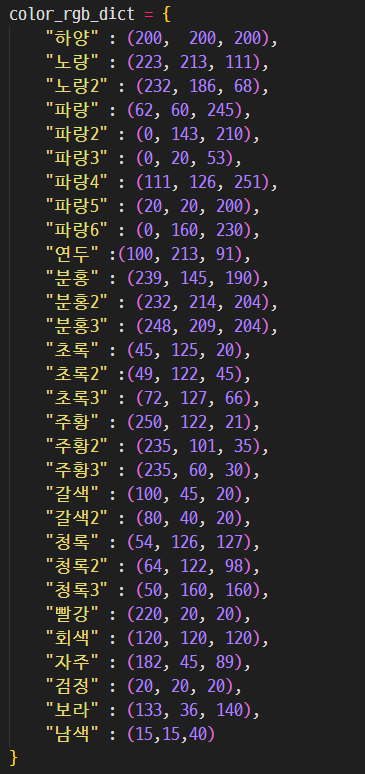 color_rgb_dict = {
"하양" : (200,  200, 200),
"노랑" : (223, 213, 111),
"노랑2" : (232, 186, 68),
"파랑" : (62, 60, 245),
"파랑2" : (0, 143, 210),
"파랑3" : (0, 20, 53),
"파랑4" : (111, 126, 251),
"파랑5" : (20, 20, 200),
"파랑6" : (0, 160, 230),
"연두" :(100, 213, 91),
"분홍" : (239, 145, 190),
"분홍2" : (232, 214, 204),
"분홍3" : (248, 209, 204),
"초록" : (45, 125, 20),
"초록2" :(49, 122, 45),
"초록3" : (72, 127, 66),
"주황" : (250, 122, 21),
"주황2" : (235, 101, 35),
"주황3" : (235, 60, 30),
"갈색" : (100, 45, 20),
"갈색2" : (80, 40, 20),
"청록" : (54, 126, 127),
"청록2" : (64, 122, 98),
"청록3" : (50, 160, 160),
"빨강" : (220, 20, 20),
"회색" : (120, 120, 120),
"자주" : (182, 45, 89),
"검정" : (20, 20, 20),
"보라" : (133, 36, 140),
"남색" : (15,15,40)
}